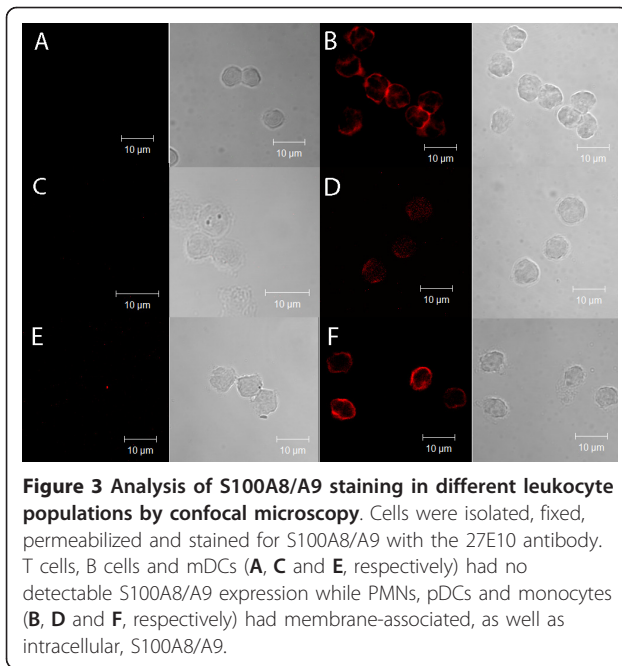 A
B
10 µm
10 µm
10 µm
10 µm
C
D
10 µm
10 µm
10 µm
10 µm
E
F
10 µm
10 µm
10 µm
10 µm
Figure 3 Analysis of S100A8/A9 staining in different leukocyte
populations by confocal microscopy. Cells were isolated, fixed,
permeabilized and stained for S100A8/A9 with the 27E10 antibody.
T cells, B cells and mDCs (A, C and E, respectively) had no
detectable S100A8/A9 expression while PMNs, pDCs and monocytes
(B, D and F, respectively) had membrane-associated, as well as
intracellular, S100A8/A9.